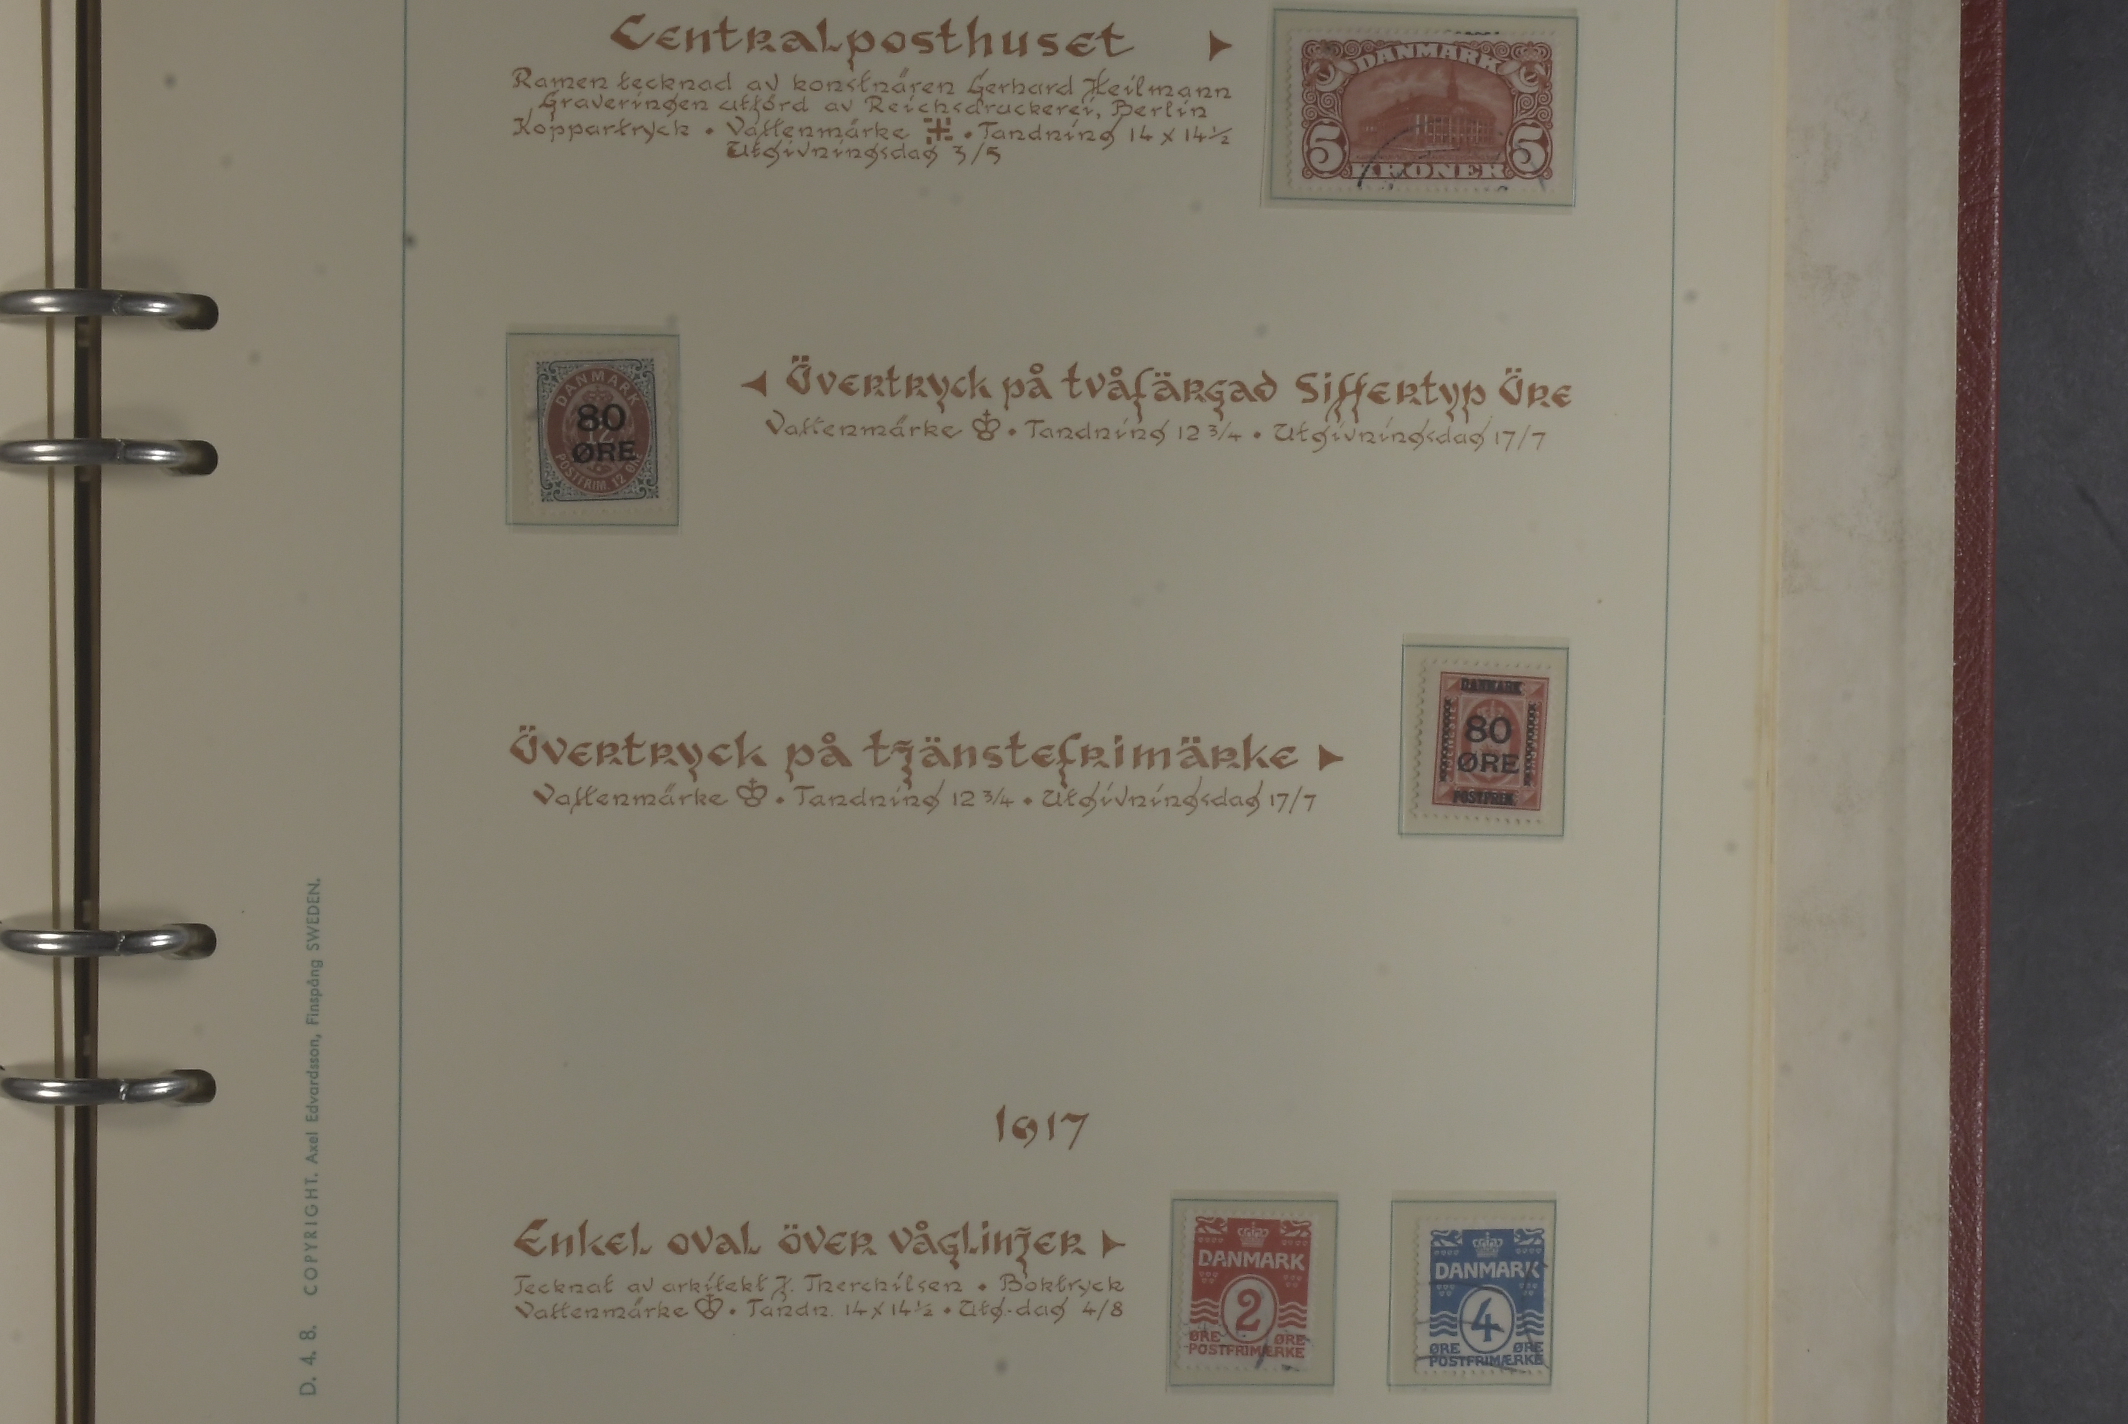 Centralposthuset
Ramen tecknad av konstnären Gerhard Heilmann
Graveringen utförd av Reichsdruckerei, Berlin
Koppartryck • Vattenmärke • Tandning 14 x 14½
Utgivningsdag 3/5
DANMARK
5 5
KRONER
DANMARK
80
12
ØRE
POSTFRIM. 12 ØRE
Övertryck på tvåfärgad Siffertyp Öre
Vattenmärke • Tandning 12 3/4 • Utgivningsdag 17/7
Övertryck på tjänstefrimärke
Vattenmärke • Tandning 12 3/4 • Utgivningsdag 17/7
DANMARK
80
ØRE
POSTFRIM.
1917
Enkel oval över våglinjer
Tecknat av arkitekt J. Therchilsen • Boktryck
Vattenmärke • Tandn. 14 x 14½ • Utg.dag 4/8
DANMARK
2
ØRE ØRE
POSTFRIMÆRKE
DANMARK
4
ØRE ØRE
POSTFRIMÆRKE
D. 4. 8. COPYRIGHT. Axel Edvardsson, Finspång SWEDEN.